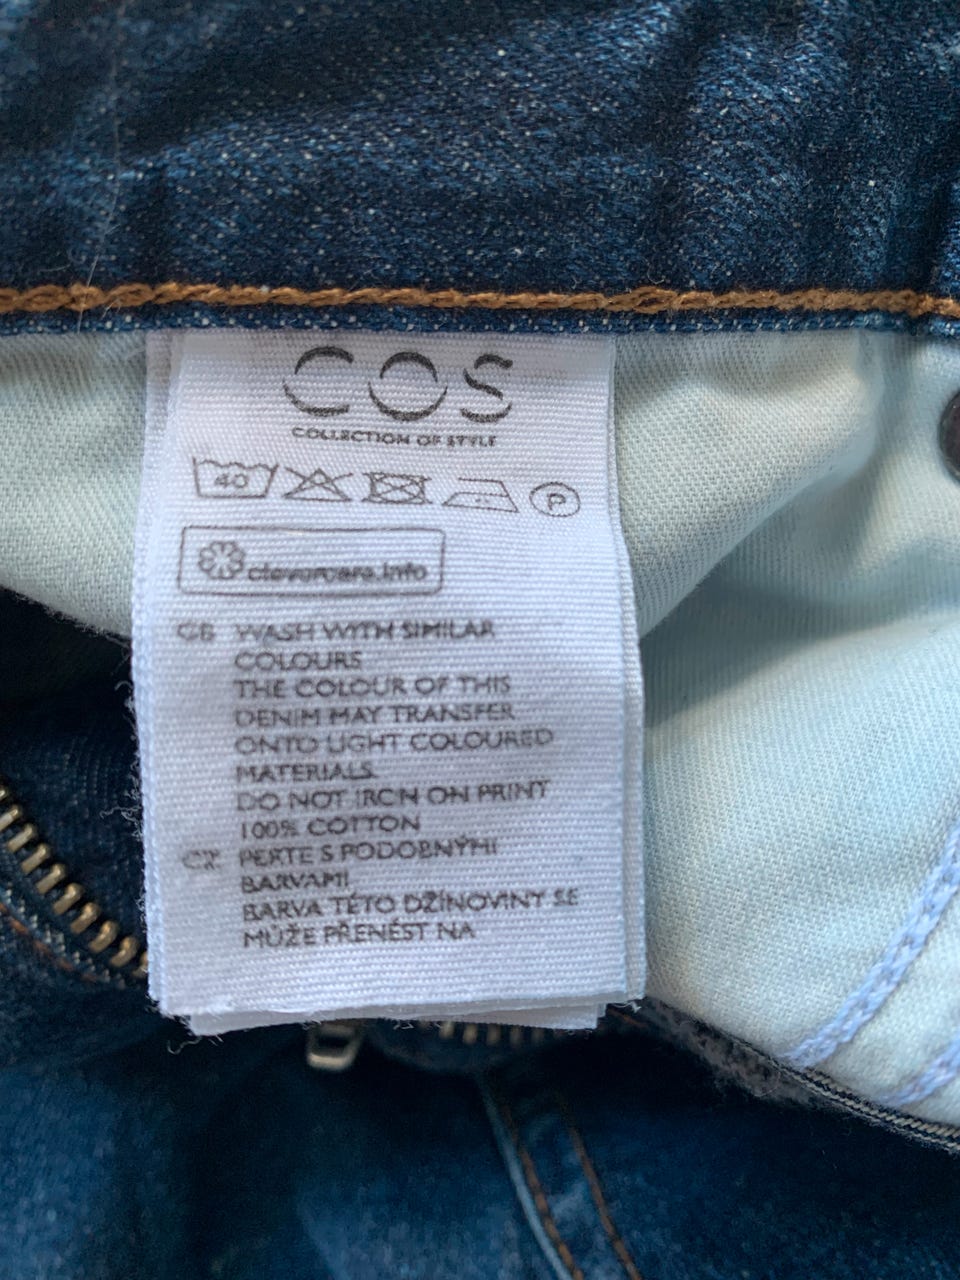 COS
COLLECTION OF STYLE
40
P
clevercare.info
GB WASH WITH SIMILAR
COLOURS
THE COLOUR OF THIS
DENIM MAY TRANSFER
ONTO LIGHT COLOURED
MATERIALS.
DO NOT IRON ON PRINT
100% COTTON
CZ PERTE S PODOBNÝMI
BARVAMI
BARVA TÉTO DŽÍNOVINY SE
MŮŽE PŘENÉST NA